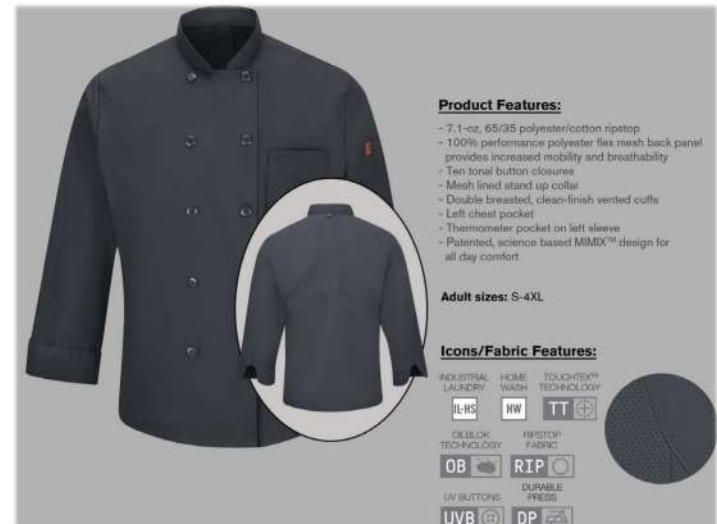 Product Features:
- 7.1-oz, 65/35 polyester/cotton ripstop
- 100% performance polyester flex mesh back panel
provides increased mobility and breathability
- Ten tonal button closures
- Mesh lined stand up collar
- Double breasted, clean-finish vented cuffs
- Left chest pocket
- Thermometer pocket on left sleeve
- Patented, science based MIMIX™ design for
all day comfort
Adult sizes: S-4XL
Icons/Fabric Features:
INDUSTRIAL LAUNDRY
HOME WASH
TOUCHTEX™ TECHNOLOGY
IL-HS
HW
TT
OILBLOK TECHNOLOGY
RIPSTOP FABRIC
OB
RIP
UV BUTTONS
DURABLE PRESS
UVB
DP